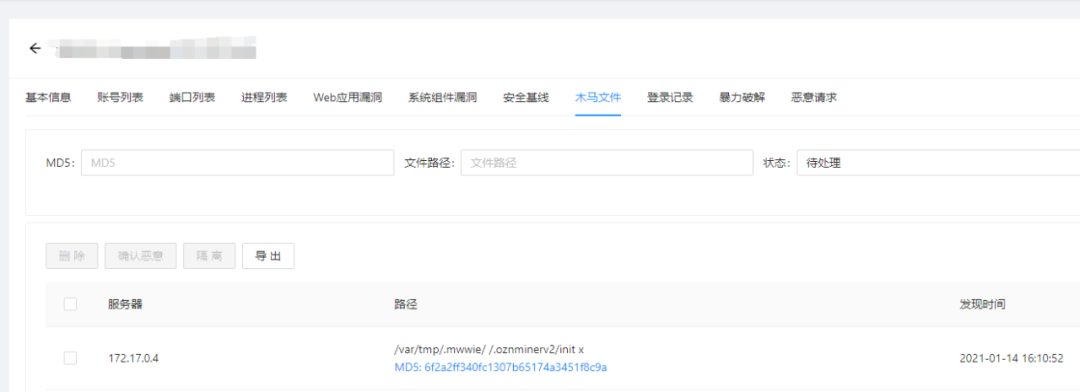 基本信息 账号列表 端口列表 进程列表 Web应用漏洞 系统组件漏洞 安全基线 木马文件 登录记录 暴力破解 恶意请求
MD5: MD5 文件路径: 文件路径 状态: 待处理
删 除 确认恶意 隔 离 导 出
服务器 路径 发现时间
/var/tmp/.mwwie/ /.oznminerv2/init x
172.17.0.4 2021-01-14 16:10:52
MD5: 6f2a2ff340fc1307b65174a3451f8c9a